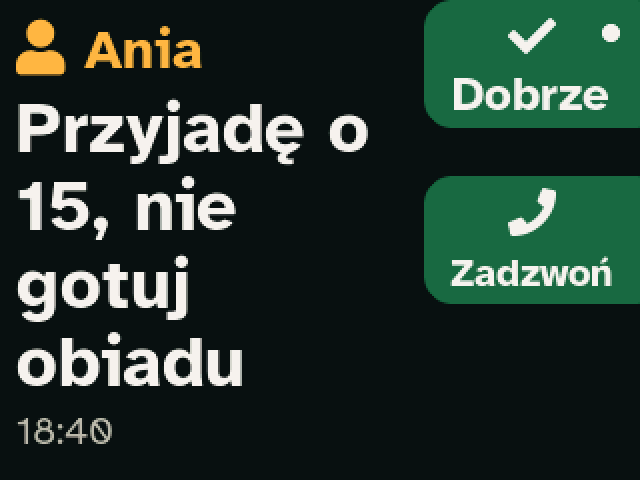 Ania
Przyjadę o
15, nie
gotuj
obiadu
18:40
Dobrze
Zadzwoń